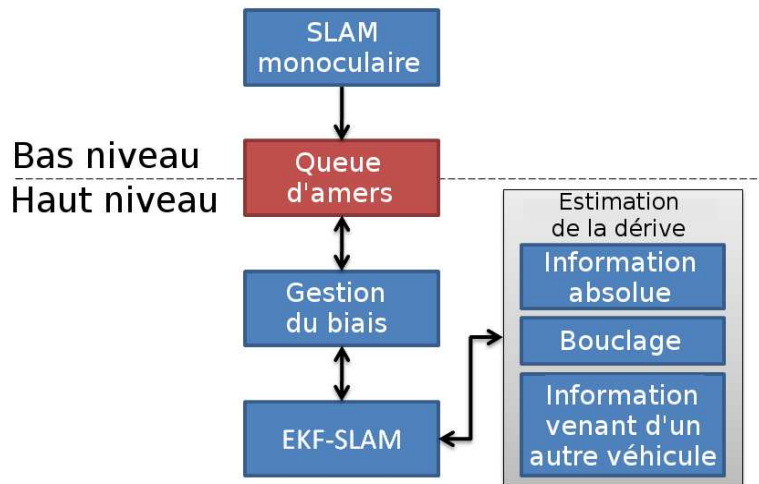 SLAM
monoculaire
Bas niveau
Queue
d'amers
Haut niveau
Estimation
de la dérive
Information
absolue
Gestion
du biais
Bouclage
EKF-SLAM
Information
venant d'un
autre véhicule